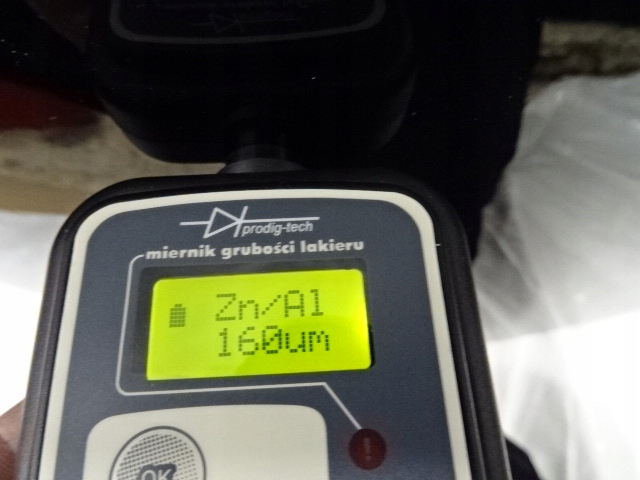 prodig-tech
miernik grubości lakieru
Zn/Al
160um
OK